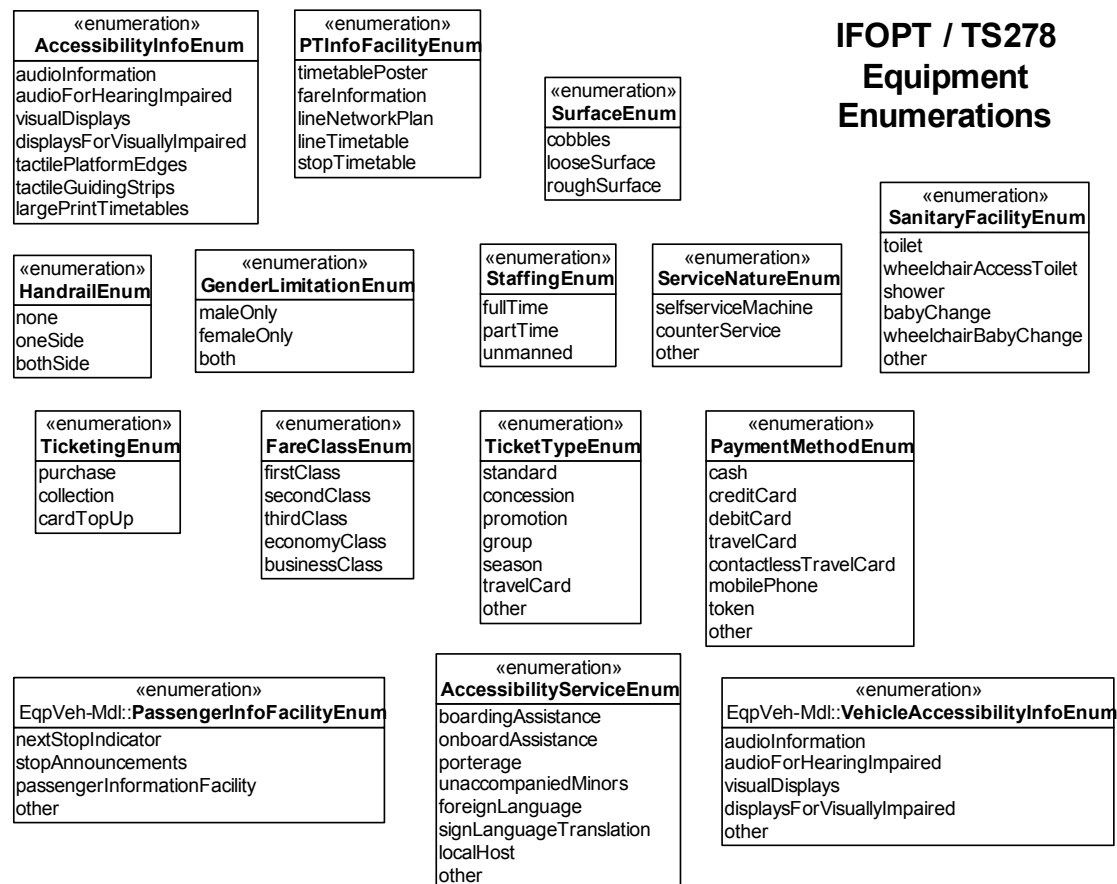 «enumeration»
AccessibilityInfoEnum
audioInformation
audioForHearingImpaired
visualDisplays
displaysForVisuallyImpaired
tactilePlatformEdges
tactileGuidingStrips
largePrintTimetables
«enumeration»
PTInfoFacilityEnum
timetablePoster
fareInformation
lineNetworkPlan
lineTimetable
stopTimetable
«enumeration»
SurfaceEnum
cobbles
looseSurface
roughSurface
IFOPT / TS278
Equipment
Enumerations
«enumeration»
SanitaryFacilityEnum
toilet
wheelchairAccessToilet
shower
babyChange
wheelchairBabyChange
other
«enumeration»
HandrailEnum
none
oneSide
bothSide
«enumeration»
GenderLimitationEnum
maleOnly
femaleOnly
both
«enumeration»
StaffingEnum
fullTime
partTime
unmanned
«enumeration»
ServiceNatureEnum
selfserviceMachine
counterService
other
«enumeration»
TicketingEnum
purchase
collection
cardTopUp
«enumeration»
FareClassEnum
firstClass
secondClass
thirdClass
economyClass
businessClass
«enumeration»
TicketTypeEnum
standard
concession
promotion
group
season
travelCard
other
«enumeration»
PaymentMethodEnum
cash
creditCard
debitCard
travelCard
contactlessTravelCard
mobilePhone
token
other
«enumeration»
EqpVeh-Mdl::PassengerInfoFacilityEnum
nextStopIndicator
stopAnnouncements
passengerInformationFacility
other
«enumeration»
AccessibilityServiceEnum
boardingAssistance
onboardAssistance
porterage
unaccompaniedMinors
foreignLanguage
signLanguageTranslation
localHost
other
«enumeration»
EqpVeh-Mdl::VehicleAccessibilityInfoEnum
audioInformation
audioForHearingImpaired
visualDisplays
displaysForVisuallyImpaired
other